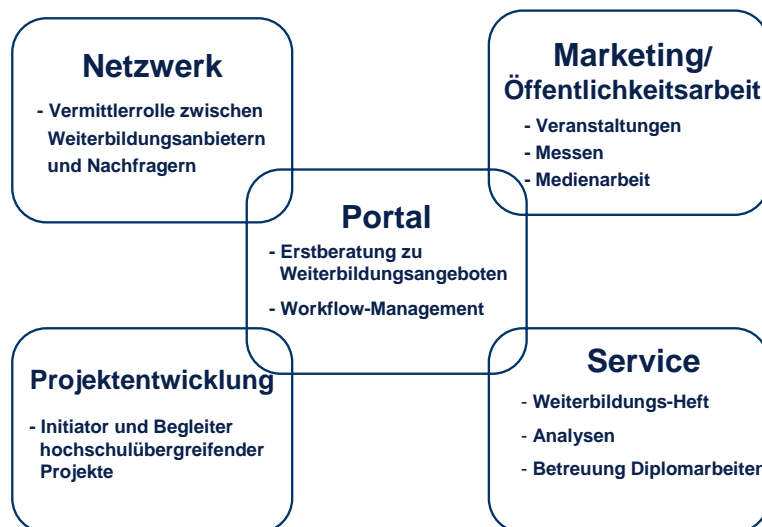 Netzwerk
- Vermittlerrolle zwischen
Weiterbildungsanbietern
und Nachfragern
Marketing/
Öffentlichkeitsarbeit
- Veranstaltungen
- Messen
- Medienarbeit
Portal
- Erstberatung zu
Weiterbildungsangeboten
- Workflow-Management
Projektentwicklung
- Initiator und Begleiter
hochschulübergreifender
Projekte
Service
- Weiterbildungs-Heft
- Analysen
- Betreuung Diplomarbeiten